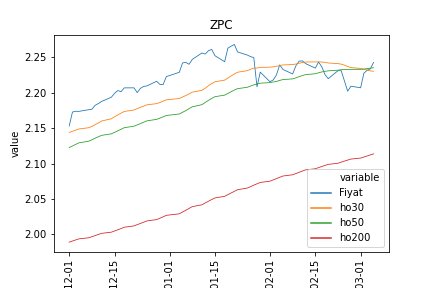 ZPC
value
2.25
2.20
2.15
2.10
2.05
2.00
variable
Fiyat
ho30
ho50
ho200
12-01
12-15
01-01
01-15
02-01
02-15
03-01